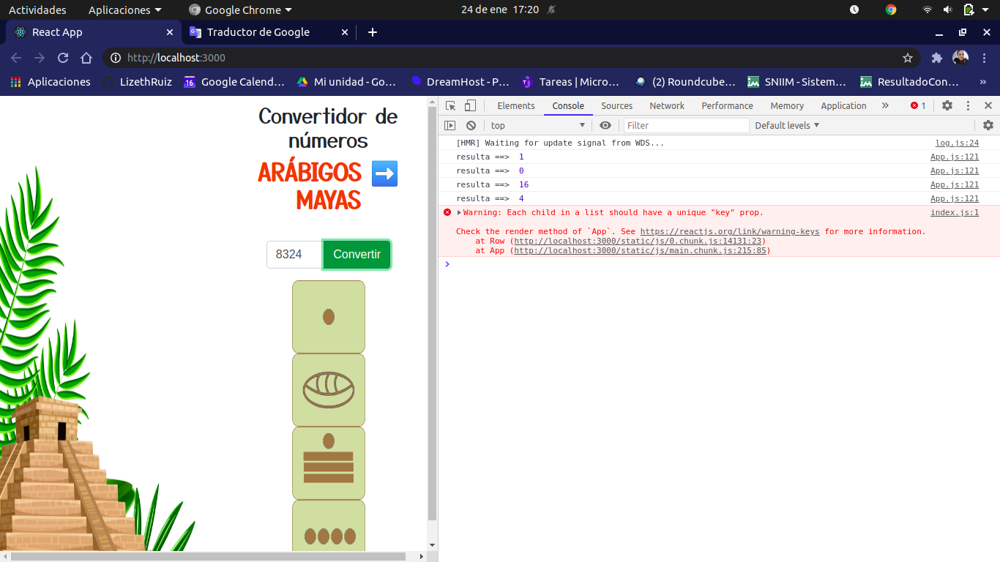 Actividades Aplicaciones Google Chrome 24 de ene 17:20
React App Traductor de Google
http://localhost:3000
Aplicaciones LizethRuiz 16 Google Calend… Mi unidad - Go… DreamHost - P… Tareas | Micro… (2) Roundcube… SNIIM - Sistem… ResultadoCon… »
Convertidor de
números
ARÁBIGOS ➡
MAYAS
8324 Convertir
Elements Console Sources Network Performance Memory Application » 1
top Filter Default levels
[HMR] Waiting for update signal from WDS... log.js:24
resulta ==> 1 App.js:121
resulta ==> 0 App.js:121
resulta ==> 16 App.js:121
resulta ==> 4 App.js:121
Warning: Each child in a list should have a unique "key" prop. index.js:1
Check the render method of `App`. See https://reactjs.org/link/warning-keys for more information.
at Row (http://localhost:3000/static/js/0.chunk.js:14131:23)
at App (http://localhost:3000/static/js/main.chunk.js:215:85)